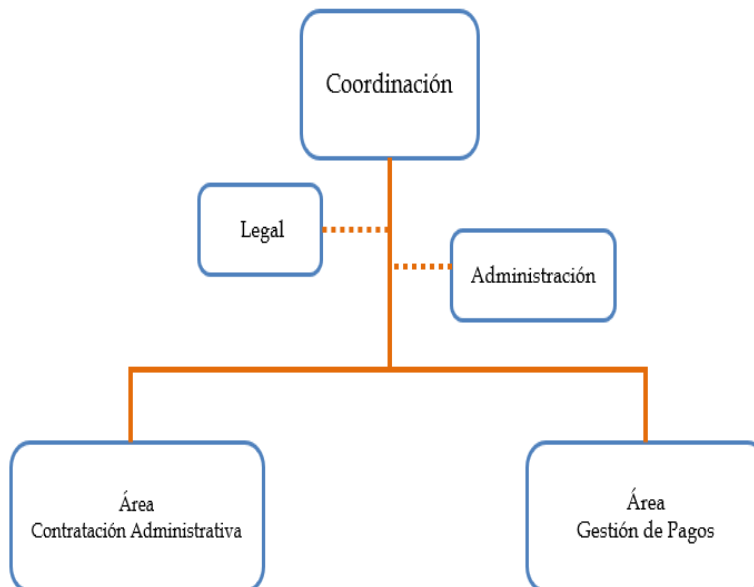 Coordinación
Legal
Administración
Área
Contratación Administrativa
Área
Gestión de Pagos